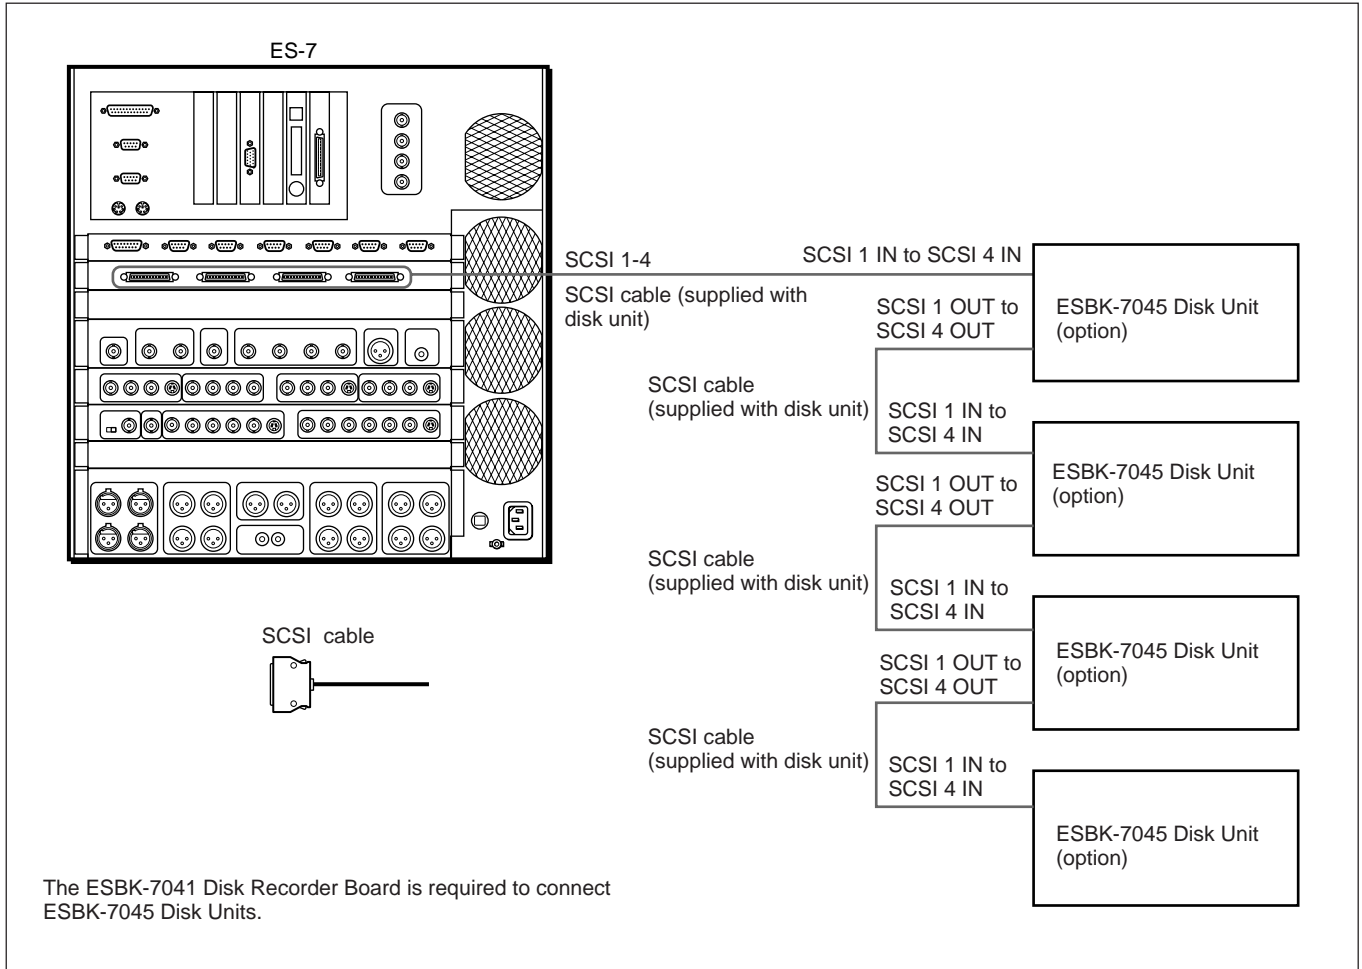 ES-7
SCSI 1-4
SCSI 1 IN to SCSI 4 IN
SCSI cable (supplied with
disk unit)
SCSI 1 OUT to
SCSI 4 OUT
ESBK-7045 Disk Unit
(option)
SCSI cable
(supplied with disk unit)
SCSI 1 IN to
SCSI 4 IN
ESBK-7045 Disk Unit
(option)
SCSI 1 OUT to
SCSI 4 OUT
SCSI cable
(supplied with disk unit)
SCSI 1 IN to
SCSI 4 IN
ESBK-7045 Disk Unit
(option)
SCSI cable
SCSI 1 OUT to
SCSI 4 OUT
SCSI cable
(supplied with disk unit)
SCSI 1 IN to
SCSI 4 IN
ESBK-7045 Disk Unit
(option)
The ESBK-7041 Disk Recorder Board is required to connect
ESBK-7045 Disk Units.